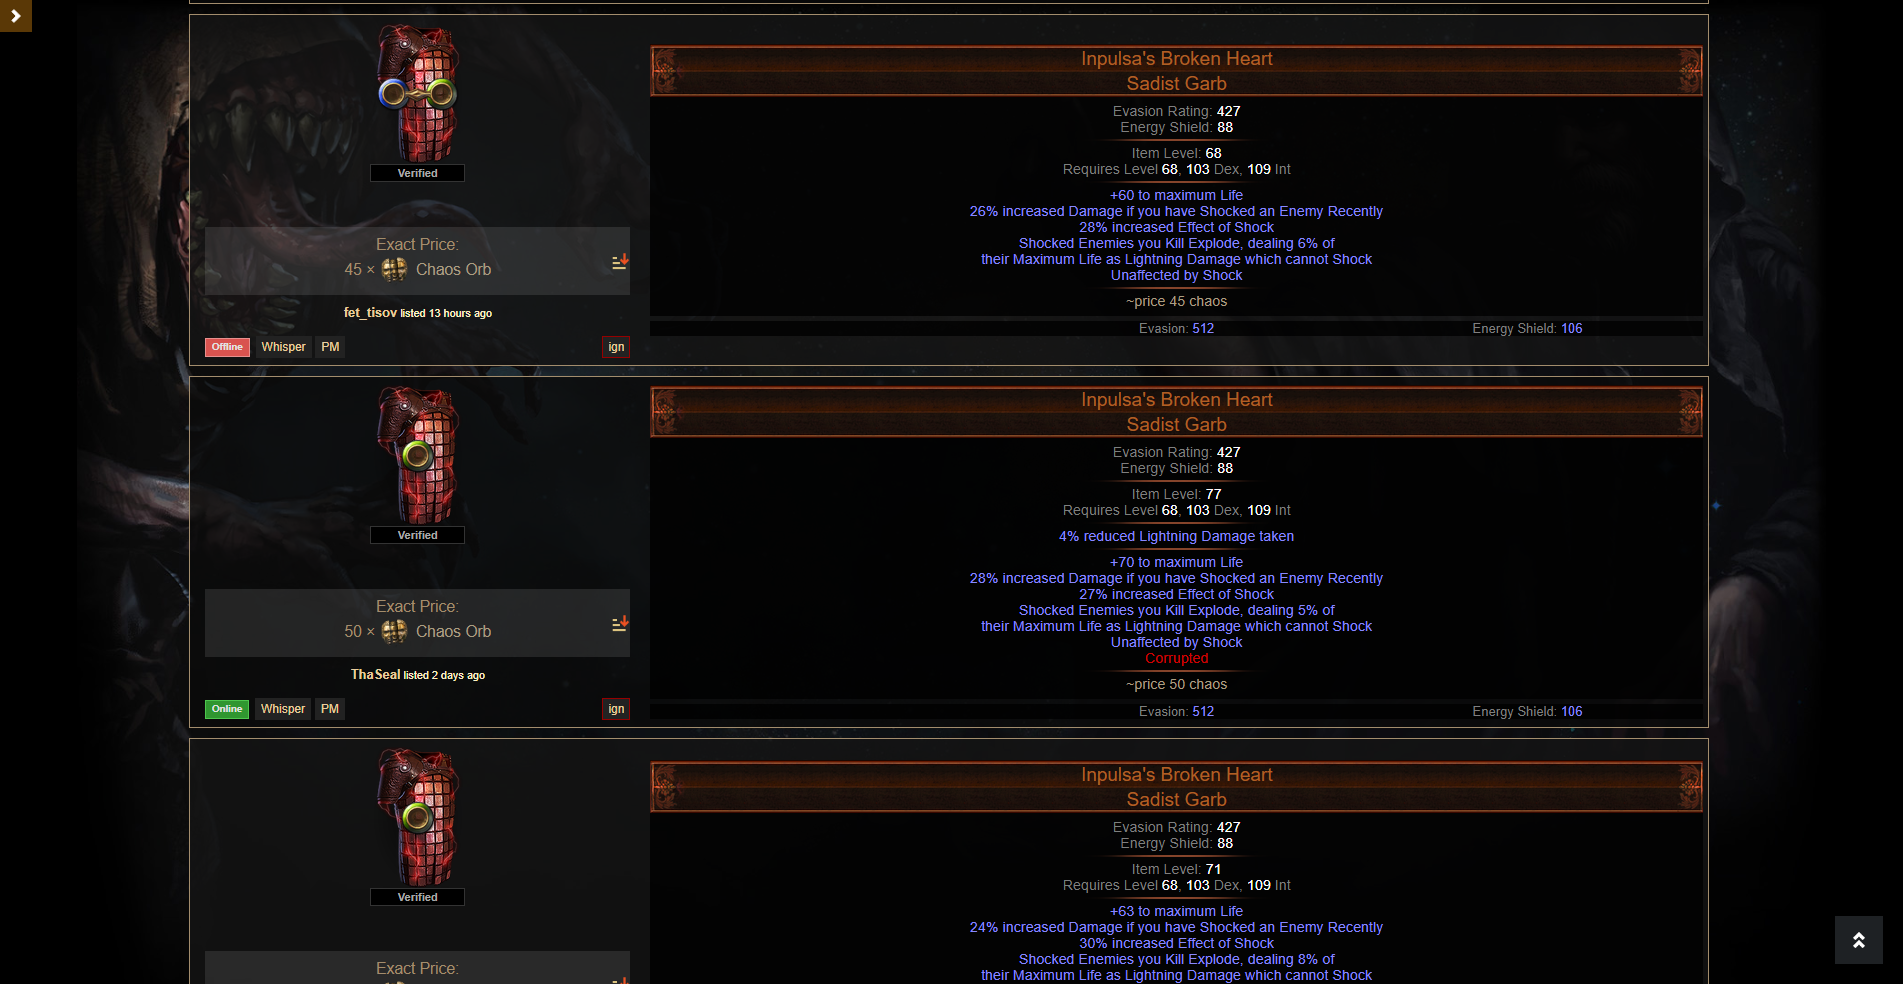 Inpulsa's Broken Heart
Sadist Garb
Evasion Rating: 427
Energy Shield: 88
Item Level: 68
Requires Level 68, 103 Dex, 109 Int
+60 to maximum Life
26% increased Damage if you have Shocked an Enemy Recently
28% increased Effect of Shock
Shocked Enemies you Kill Explode, dealing 6% of
their Maximum Life as Lightning Damage which cannot Shock
Unaffected by Shock
~price 45 chaos
Evasion: 512
Energy Shield: 106
Verified
Exact Price:
45 × Chaos Orb
fet_tisov listed 13 hours ago
Offline Whisper PM ign
Inpulsa's Broken Heart
Sadist Garb
Evasion Rating: 427
Energy Shield: 88
Item Level: 77
Requires Level 68, 103 Dex, 109 Int
4% reduced Lightning Damage taken
+70 to maximum Life
28% increased Damage if you have Shocked an Enemy Recently
27% increased Effect of Shock
Shocked Enemies you Kill Explode, dealing 5% of
their Maximum Life as Lightning Damage which cannot Shock
Unaffected by Shock
Corrupted
~price 50 chaos
Evasion: 512
Energy Shield: 106
Verified
Exact Price:
50 × Chaos Orb
ThaSeal listed 2 days ago
Online Whisper PM ign
Inpulsa's Broken Heart
Sadist Garb
Evasion Rating: 427
Energy Shield: 88
Item Level: 71
Requires Level 68, 103 Dex, 109 Int
+63 to maximum Life
24% increased Damage if you have Shocked an Enemy Recently
30% increased Effect of Shock
Shocked Enemies you Kill Explode, dealing 8% of
their Maximum Life as Lightning Damage which cannot Shock
Verified
Exact Price: